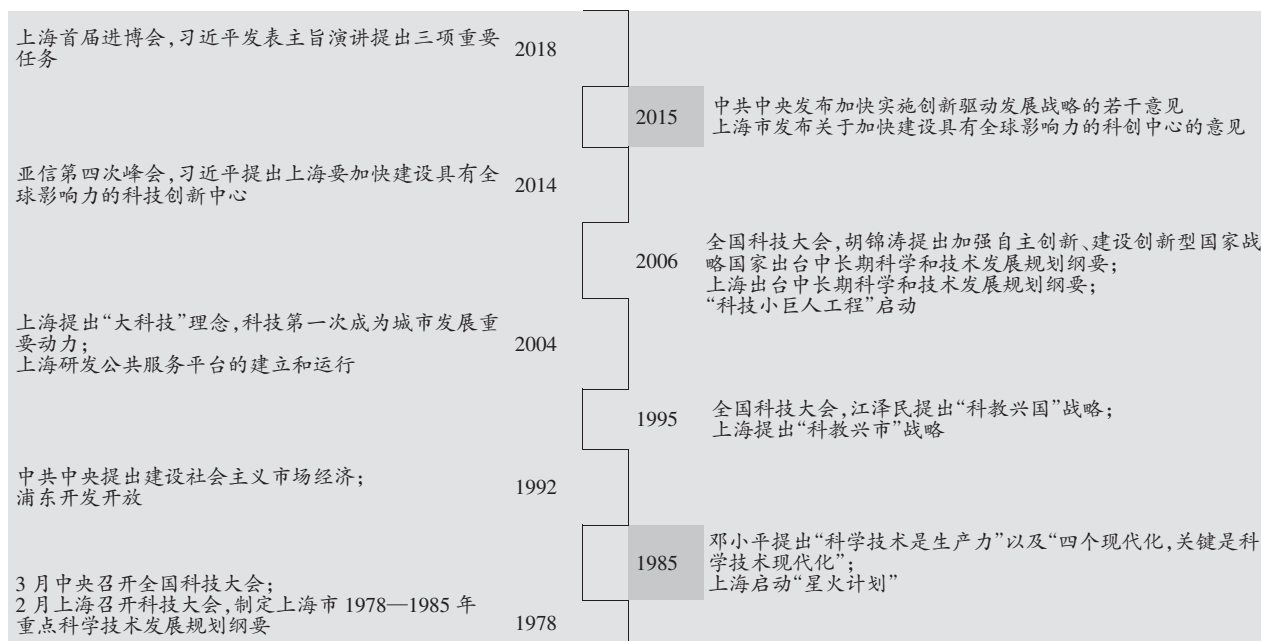 上海首届进博会,习近平发表主旨演讲提出三项重要
任务
2018
2015
中共中央发布加快实施创新驱动发展战略的若干意见
上海市发布关于加快建设具有全球影响力的科创中心的意见
亚信第四次峰会,习近平提出上海要加快建设具有全
球影响力的科技创新中心
2014
2006
全国科技大会,胡锦涛提出加强自主创新、建设创新型国家战
略国家出台中长期科学和技术发展规划纲要;
上海出台中长期科学和技术发展规划纲要;
“科技小巨人工程”启动
上海提出“大科技”理念,科技第一次成为城市发展重
要动力;
上海研发公共服务平台的建立和运行
2004
1995
全国科技大会,江泽民提出“科教兴国”战略;
上海提出“科教兴市”战略
中共中央提出建设社会主义市场经济;
浦东开发开放
1992
1985
邓小平提出“科学技术是生产力”以及“四个现代化,关键是科
学技术现代化”;
上海启动“星火计划”
3 月中央召开全国科技大会;
2 月上海召开科技大会,制定上海市 1978—1985 年
重点科学技术发展规划纲要
1978